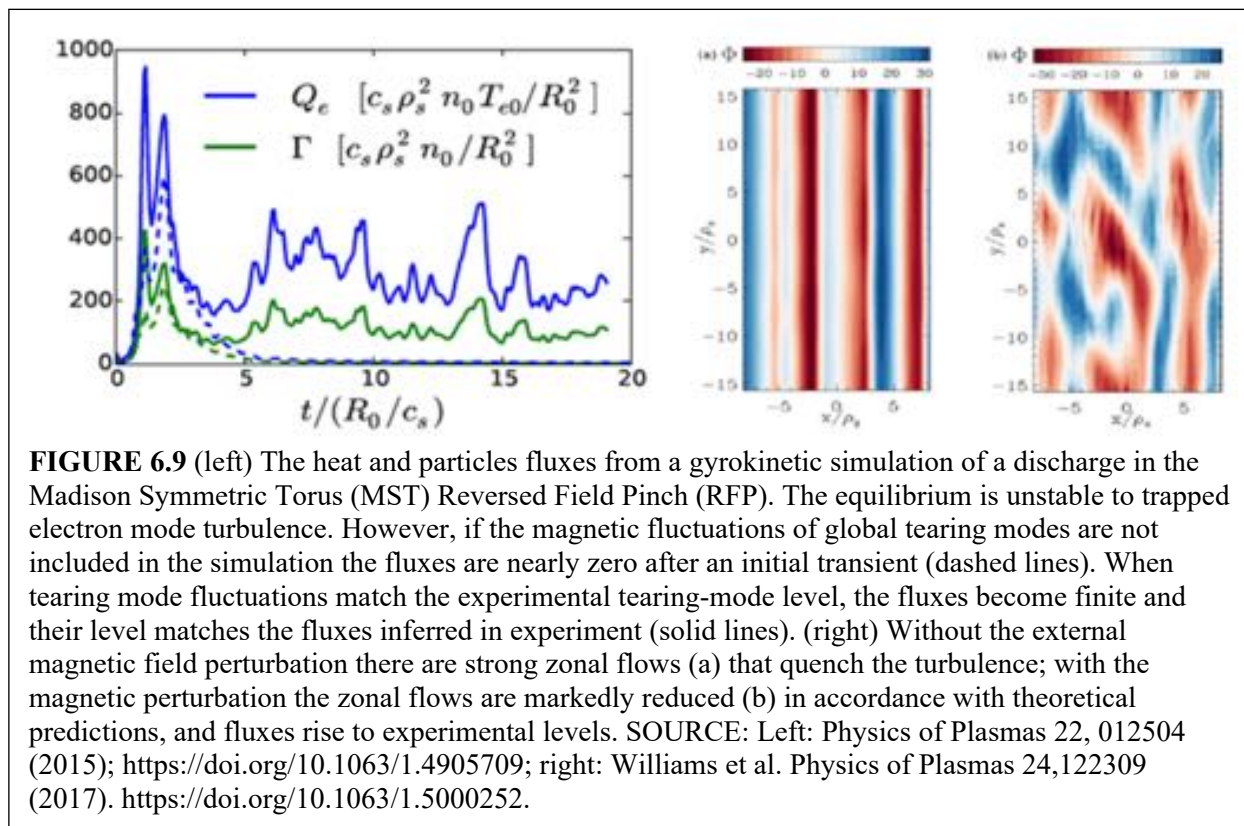 1000
800
600
400
200
0
Q_e [c_s ρ_s^2 n_0 T_{e0}/R_0^2]
Γ [c_s ρ_s^2 n_0/R_0^2]
0 5 10 15 20
t/(R_0/c_s)
(a) Φ
-20 -10 0 10 20 30
15
10
5
0
-5
-10
-15
y/ρ_s
-5 0 5
x/ρ_s
(b) Φ
-30 -20 -10 0 10 20
15
10
5
0
-5
-10
-15
y/ρ_s
-5 0 5
x/ρ_s
FIGURE 6.9 (left) The heat and particles fluxes from a gyrokinetic simulation of a discharge in the
Madison Symmetric Torus (MST) Reversed Field Pinch (RFP). The equilibrium is unstable to trapped
electron mode turbulence. However, if the magnetic fluctuations of global tearing modes are not
included in the simulation the fluxes are nearly zero after an initial transient (dashed lines). When
tearing mode fluctuations match the experimental tearing-mode level, the fluxes become finite and
their level matches the fluxes inferred in experiment (solid lines). (right) Without the external
magnetic field perturbation there are strong zonal flows (a) that quench the turbulence; with the
magnetic perturbation the zonal flows are markedly reduced (b) in accordance with theoretical
predictions, and fluxes rise to experimental levels. SOURCE: Left: Physics of Plasmas 22, 012504
(2015); https://doi.org/10.1063/1.4905709; right: Williams et al. Physics of Plasmas 24,122309
(2017). https://doi.org/10.1063/1.5000252.